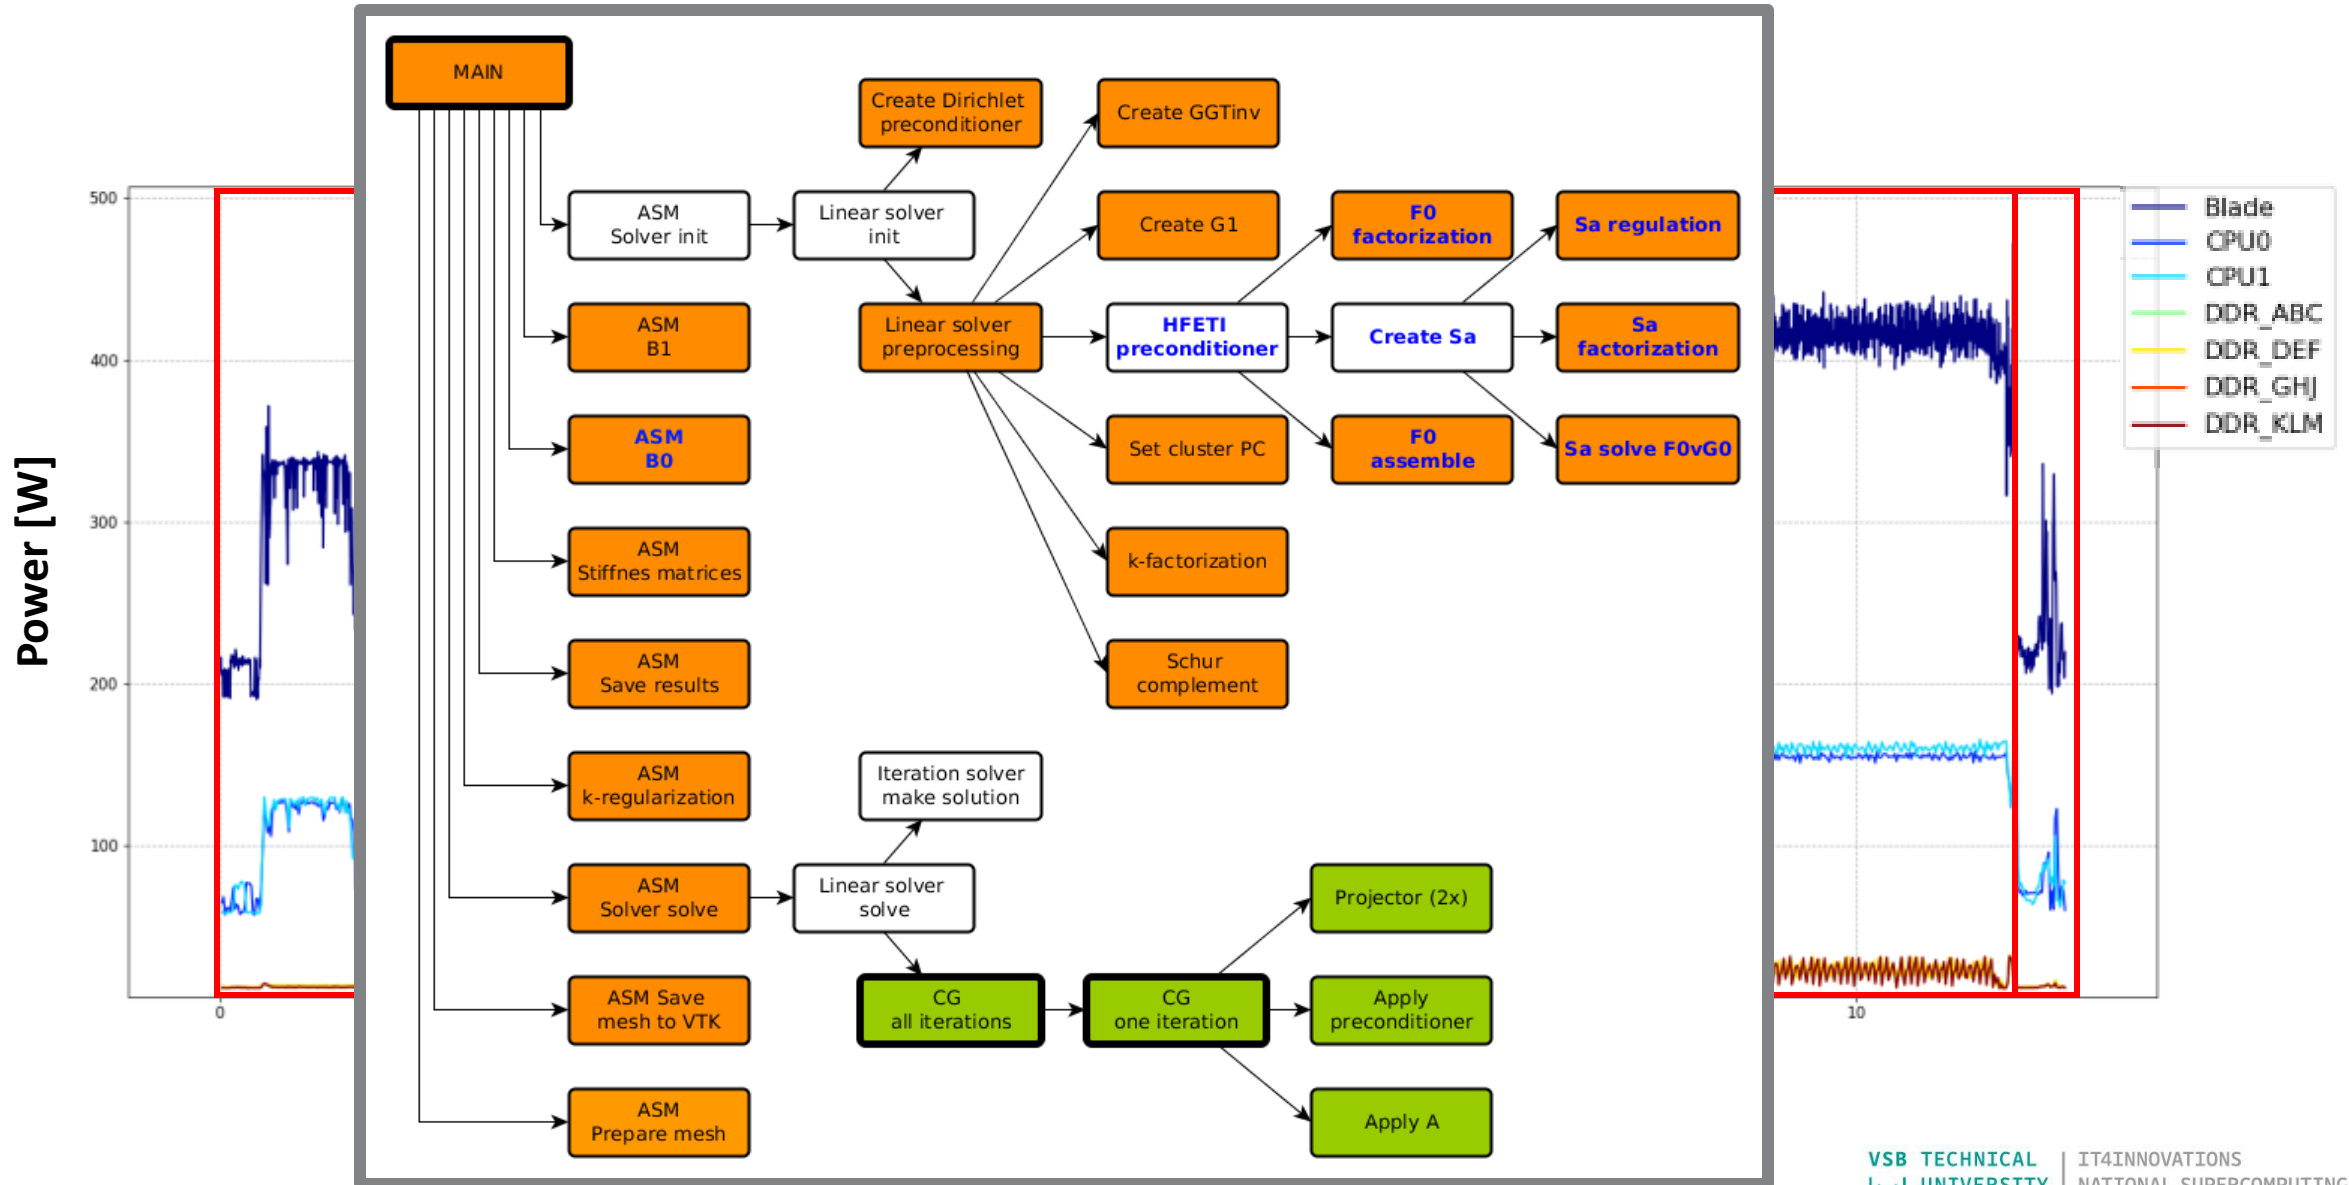 MAIN
Create Dirichlet
preconditioner
Create GGTinv
ASM
Solver init
Linear solver
init
Create G1
F0
factorization
Sa regulation
ASM
B1
Linear solver
preprocessing
HFETI
preconditioner
Create Sa
Sa
factorization
ASM
B0
Set cluster PC
F0
assemble
Sa solve F0vG0
ASM
Stiffnes matrices
k-factorization
ASM
Save results
Schur
complement
ASM
k-regularization
Iteration solver
make solution
ASM
Solver solve
Linear solver
solve
Projector (2x)
ASM Save
mesh to VTK
CG
all iterations
CG
one iteration
Apply
preconditioner
ASM
Prepare mesh
Apply A
Power [W]
500
400
300
200
100
0
10
Blade
CPU0
CPU1
DDR_ABC
DDR_DEF
DDR_GHJ
DDR_KLM
VSB TECHNICAL
UNIVERSITY
IT4INNOVATIONS
NATIONAL SUPERCOMPUTING